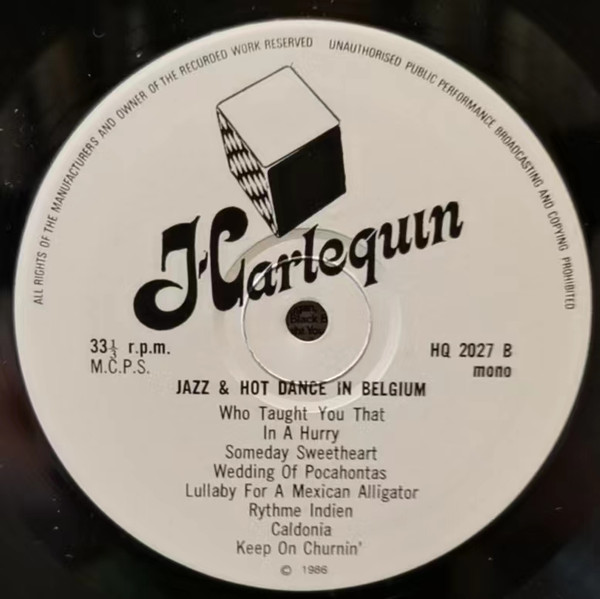 ALL RIGHTS OF THE MANUFACTURERS AND OWNER OF THE RECORDED WORK RESERVED UNAUTHORISED PUBLIC PERFORMANCE BROADCASTING AND COPYING PROHIBITED
Harlequin
Black B
33⅓ r.p.m.
M.C.P.S.
HQ 2027 B
mono
JAZZ & HOT DANCE IN BELGIUM
Who Taught You That
In A Hurry
Someday Sweetheart
Wedding Of Pocahontas
Lullaby For A Mexican Alligator
Rythme Indien
Caldonia
Keep On Churnin'
© 1986